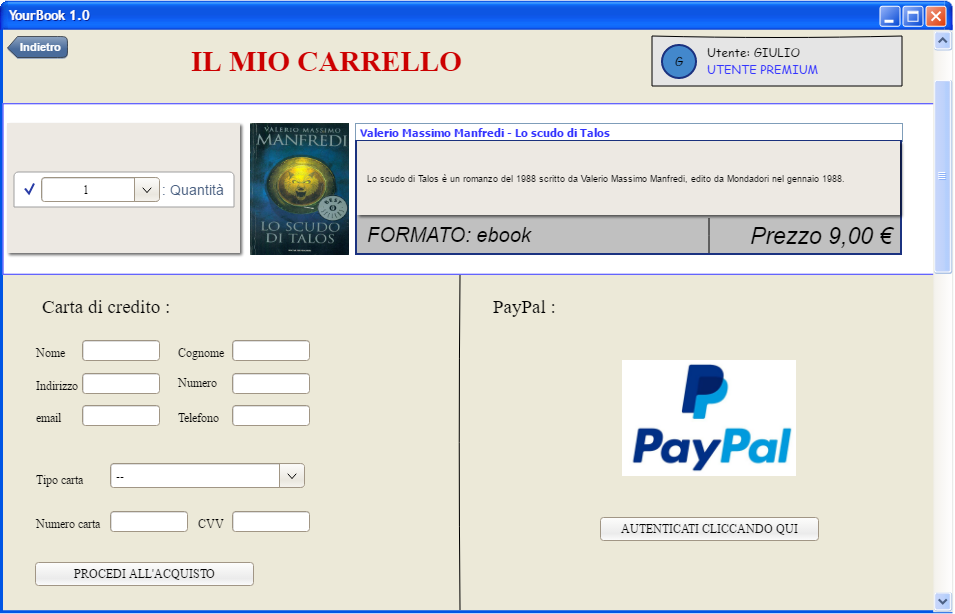 YourBook 1.0
Indietro
IL MIO CARRELLO
G
Utente: GIULIO
UTENTE PREMIUM
1
: Quantità
VALERIO MASSIMO
MANFREDI
BEST
LO SCUDO
DI TALOS
Valerio Massimo Manfredi - Lo scudo di Talos
Lo scudo di Talos è un romanzo del 1988 scritto da Valerio Massimo Manfredi, edito da Mondadori nel gennaio 1988.
FORMATO: ebook
Prezzo 9,00 €
Carta di credito :
Nome
Cognome
Indirizzo
Numero
email
Telefono
Tipo carta
--
Numero carta
CVV
PROCEDI ALL'ACQUISTO
PayPal :
PayPal
AUTENTICATI CLICCANDO QUI